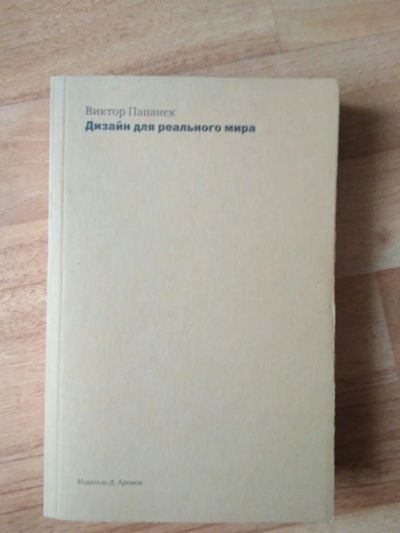 Виктор Папанек
Дизайн для реального мира
Издатель Д. Аронов